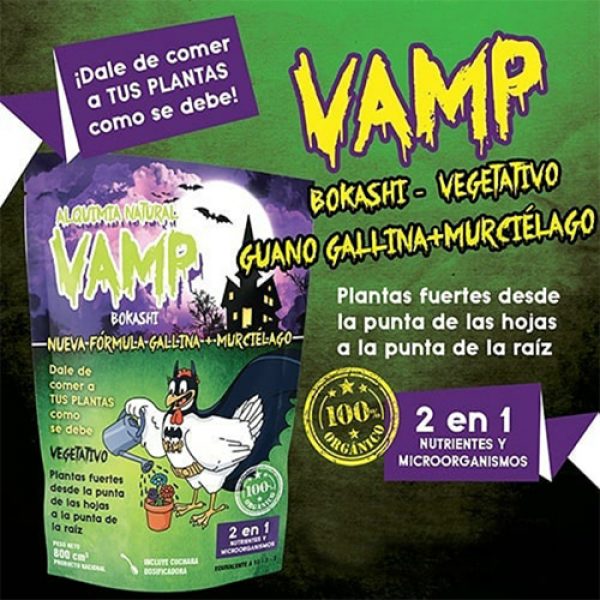 ¡Dale de comer
a TUS PLANTAS
como se debe!
VAMP
BOKASHI - VEGETATIVO
GUANO GALLINA+MURCIÉLAGO
Plantas fuertes desde
la punta de las hojas
a la punta de la raíz
100%
ORGÁNICO
2 en 1
NUTRIENTES Y
MICROORGANISMOS
ALQUIMIA NATURAL
VAMP
BOKASHI
NUEVA-FÓRMULA-GALLINA-+-MURCIÉLAGO
Dale de
comer a
TUS PLANTAS
como
se debe
VEGETATIVO
Plantas fuertes
desde la punta
de las hojas
a la punta de
la raíz
100%
ORGÁNICO
2 en 1
NUTRIENTES Y
MICROORGANISMOS
PESO NETO
800 cm³
PRODUCTO NACIONAL
INCLUYE CUCHARA
DOSIFICADORA
EQUIVALENTE A